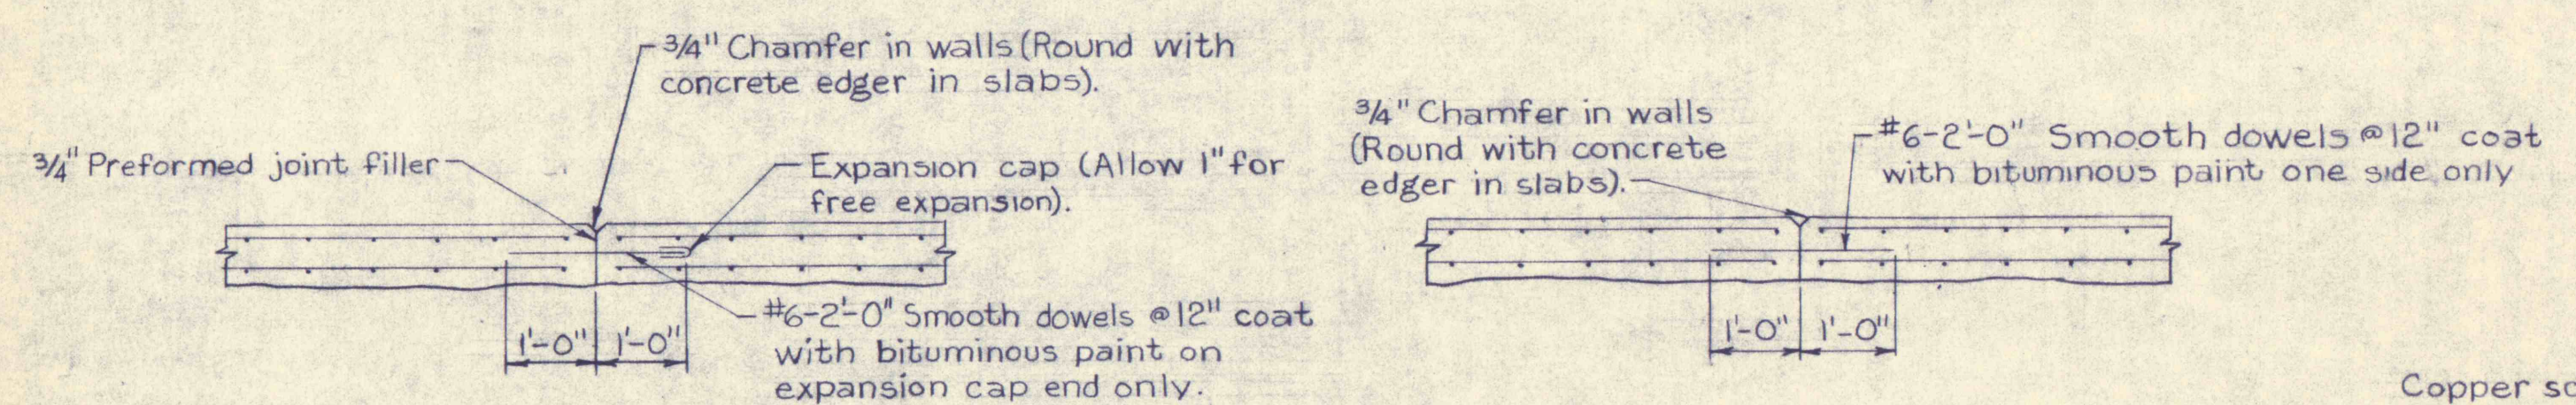 3/4" Chamfer in walls (Round with
concrete edger in slabs).
3/4" Preformed joint filler
Expansion cap (Allow 1" for
free expansion).
#6-2'-0" Smooth dowels @12" coat
with bituminous paint on
expansion cap end only.
1'-0" 1'-0"
3/4" Chamfer in walls
(Round with concrete
edger in slabs).
#6-2'-0" Smooth dowels @12" coat
with bituminous paint one side only
1'-0" 1'-0"
Copper